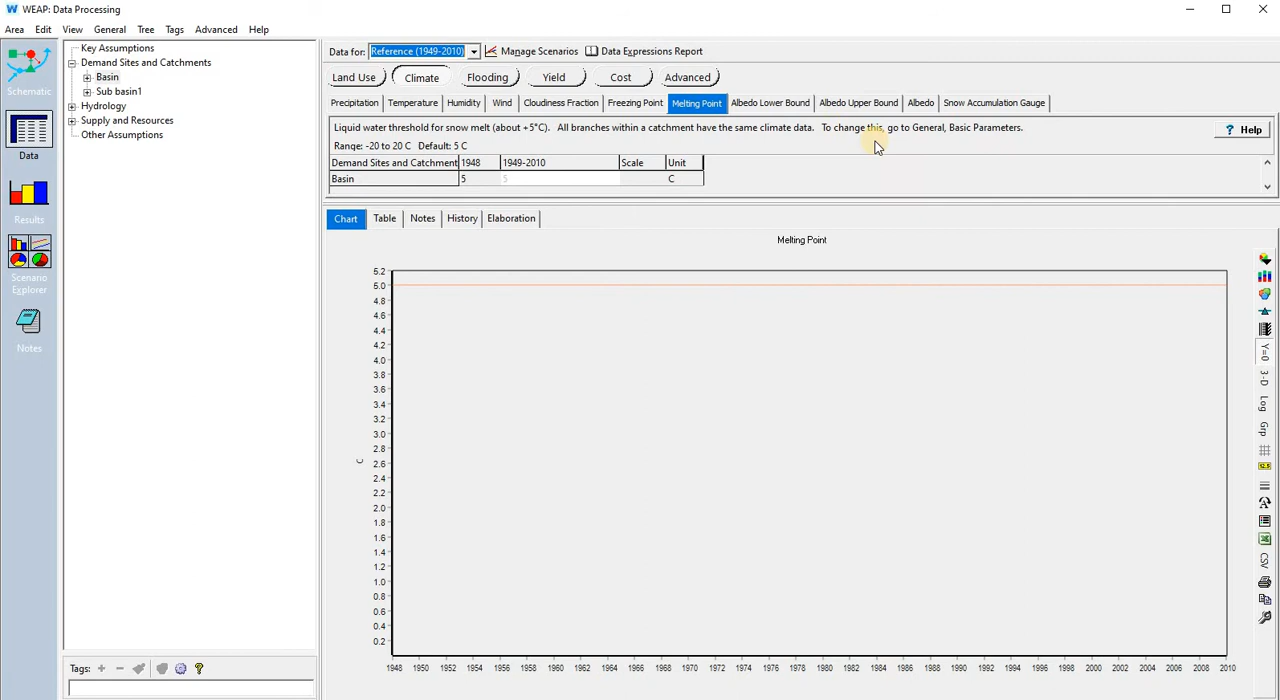 WEAP: Data Processing
Area Edit View General Tree Tags Advanced Help
Schematic
Data
Results
Scenario Explorer
Notes
Key Assumptions
Demand Sites and Catchments
Basin
Sub basin1
Hydrology
Supply and Resources
Other Assumptions
Tags:
Data for: Reference (1949-2010) Manage Scenarios Data Expressions Report
Land Use Climate Flooding Yield Cost Advanced
Precipitation Temperature Humidity Wind Cloudiness Fraction Freezing Point Melting Point Albedo Lower Bound Albedo Upper Bound Albedo Snow Accumulation Gauge
Liquid water threshold for snow melt (about +5°C). All branches within a catchment have the same climate data. To change this, go to General, Basic Parameters.
? Help
Range: -20 to 20 C Default: 5 C
Demand Sites and Catchment 1948 1949-2010 Scale Unit
Basin 5 5 C
Chart Table Notes History Elaboration
Melting Point
5.2
5.0
4.8
4.6
4.4
4.2
4.0
3.8
3.6
3.4
3.2
3.0
2.8
2.6
2.4
2.2
2.0
1.8
1.6
1.4
1.2
1.0
0.8
0.6
0.4
0.2
C
1948 1950 1952 1954 1956 1958 1960 1962 1964 1966 1968 1970 1972 1974 1976 1978 1980 1982 1984 1986 1988 1990 1992 1994 1996 1998 2000 2002 2004 2006 2008 2010
Y=0
3-D
Log
Grp
CSV